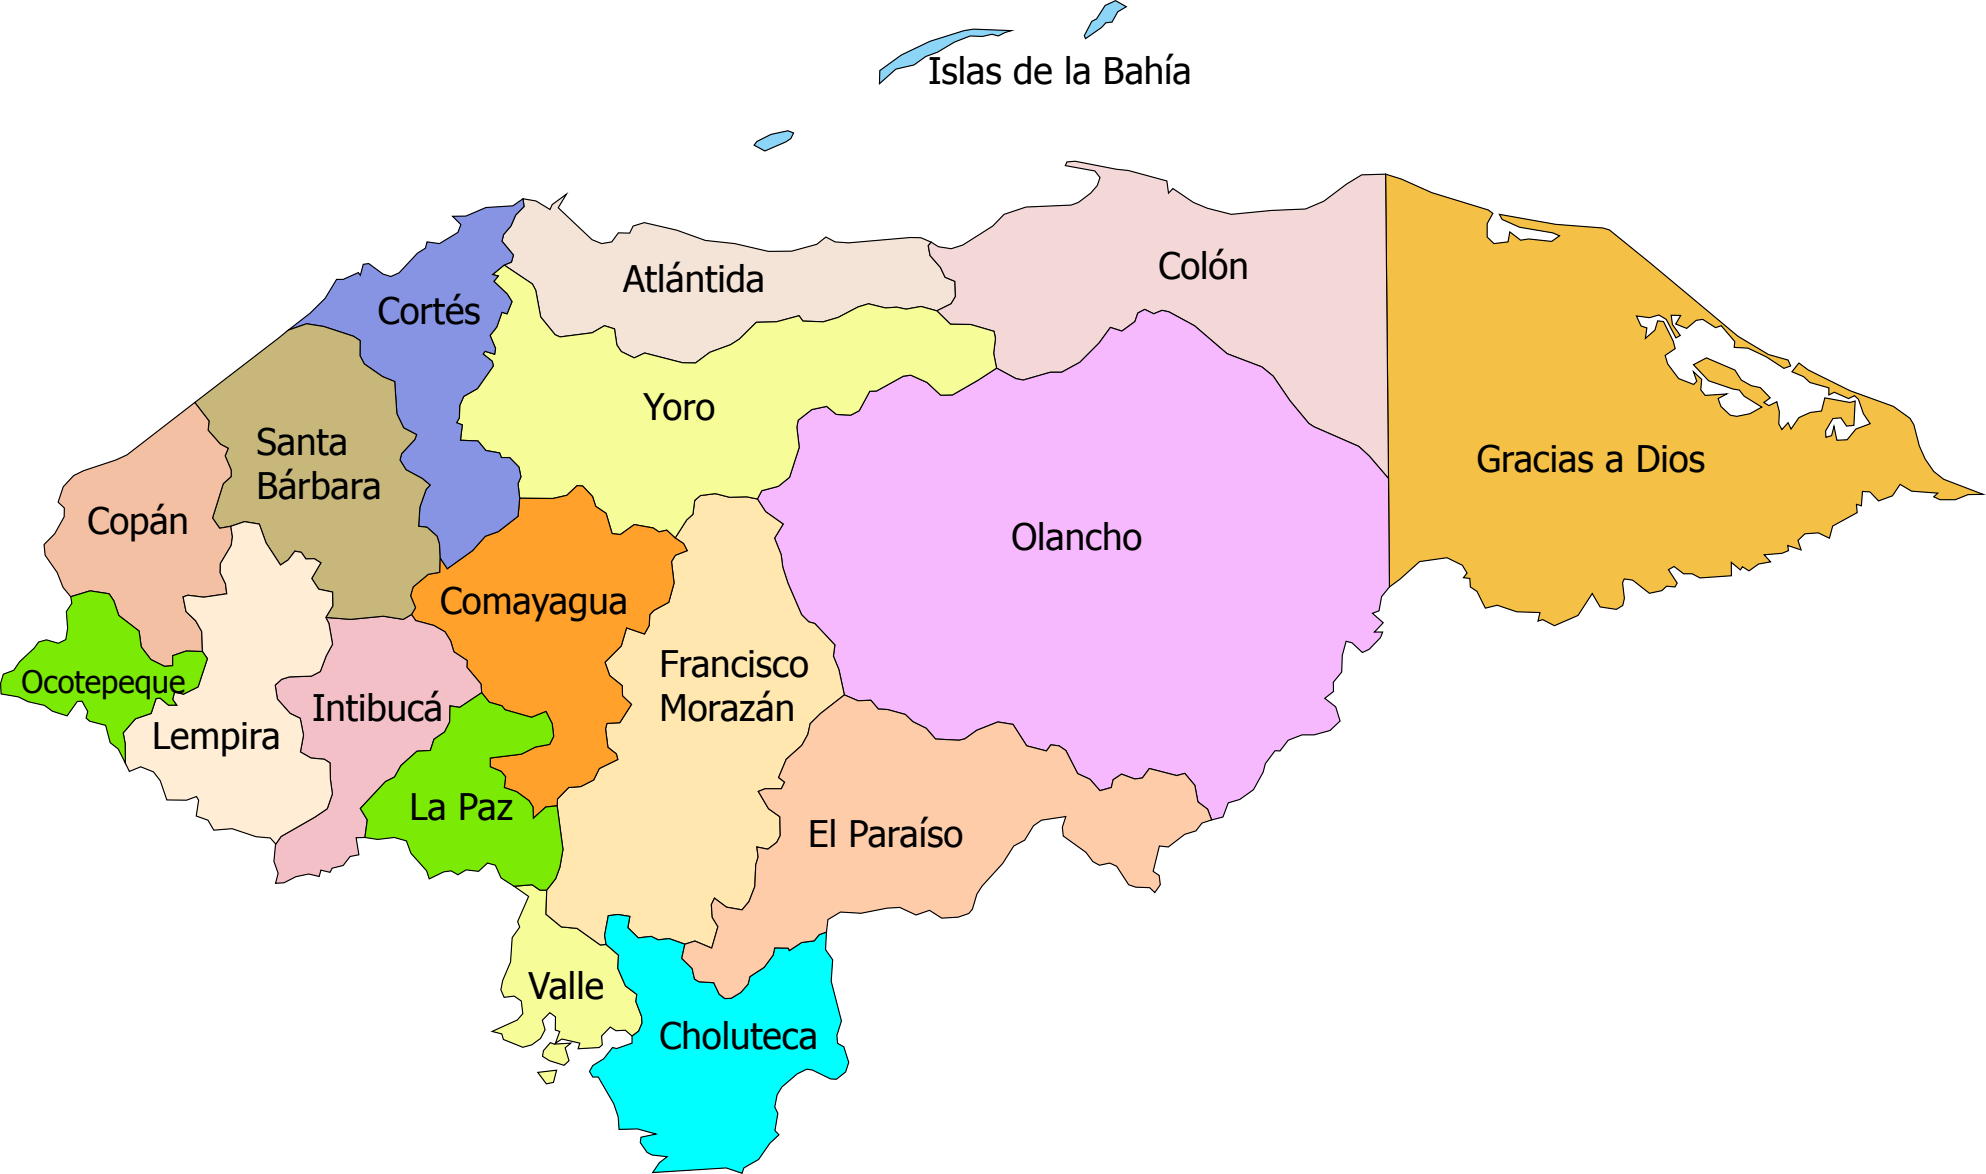 Islas de la Bahía
Colón
Atlántida
Cortés
Yoro
Santa
Bárbara
Gracias a Dios
Copán
Olancho
Comayagua
Francisco
Morazán
Ocotepeque
Intibucá
Lempira
La Paz
El Paraíso
Valle
Choluteca